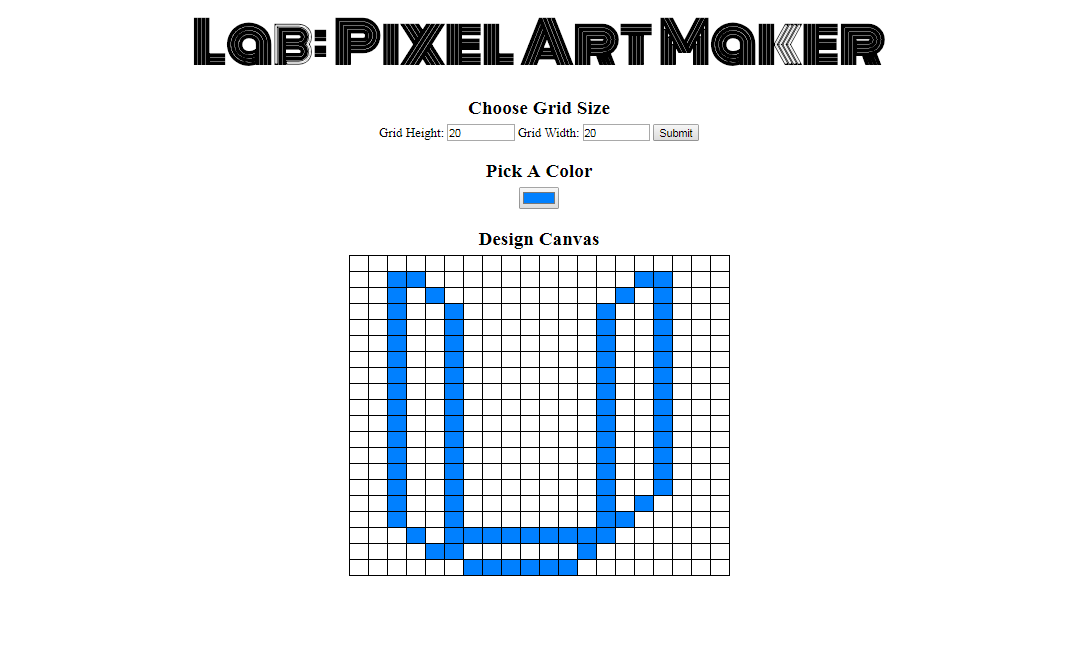 Lab: Pixel Art Maker
Choose Grid Size
Grid Height: 20 Grid Width: 20 Submit
Pick A Color
Design Canvas